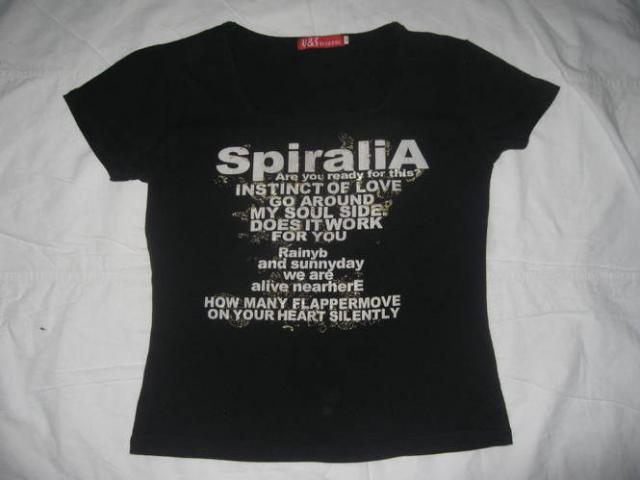 U&S
SpiraliA
Are you ready for this?
INSTINCT OF LOVE
GO AROUND
MY SOUL SIDE.
DOES IT WORK
FOR YOU
Rainyb
and sunnyday
we are
alive nearherE
HOW MANY FLAPPERMOVE
ON YOUR HEART SILENTLY